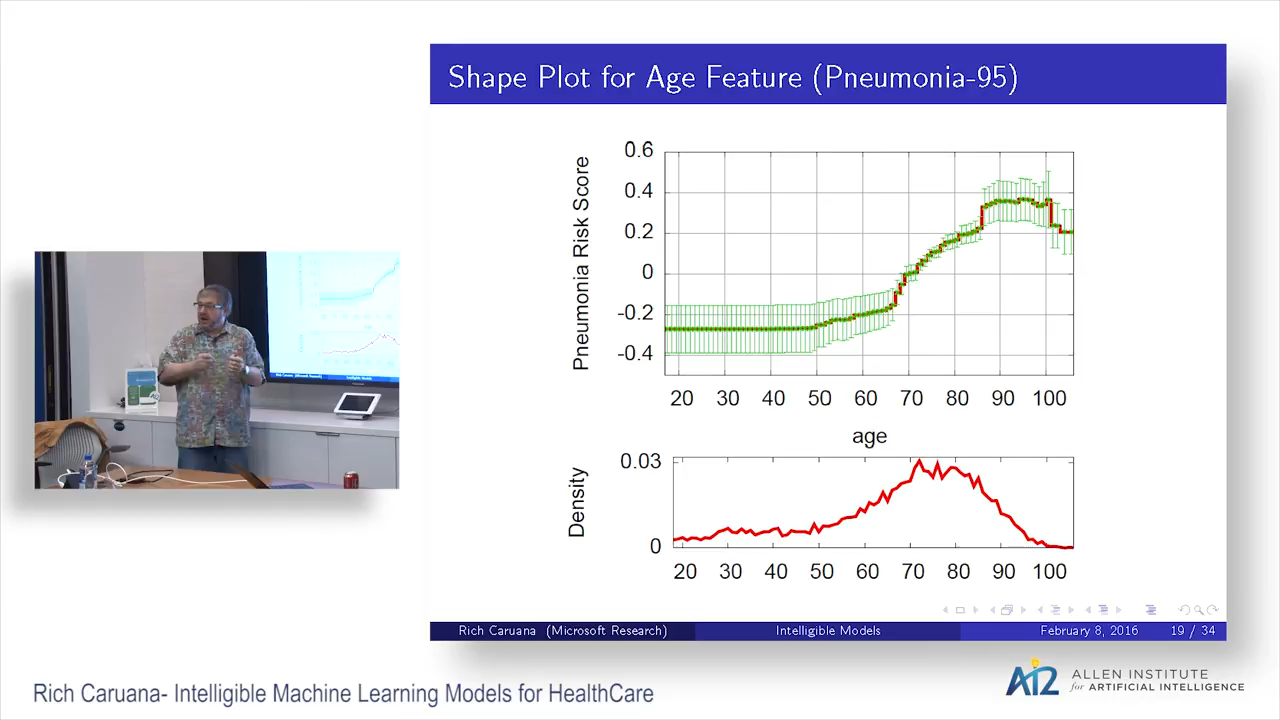 Shape Plot for Age Feature (Pneumonia-95)
Pneumonia Risk Score
0.6
0.4
0.2
0
-0.2
-0.4
20 30 40 50 60 70 80 90 100
age
Density
0.03
0
20 30 40 50 60 70 80 90 100
Rich Caruana (Microsoft Research) Intelligible Models February 8, 2016 19 / 34
Rich Caruana- Intelligible Machine Learning Models for HealthCare
AI2 ALLEN INSTITUTE
for ARTIFICIAL INTELLIGENCE